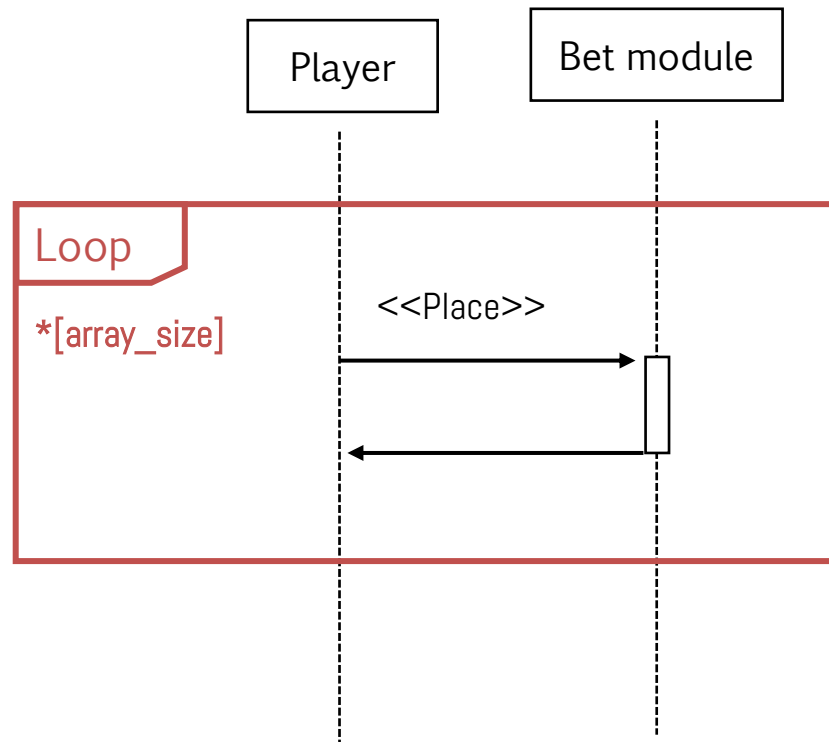 Player
Bet module
Loop
<<Place>>
*[array_size]